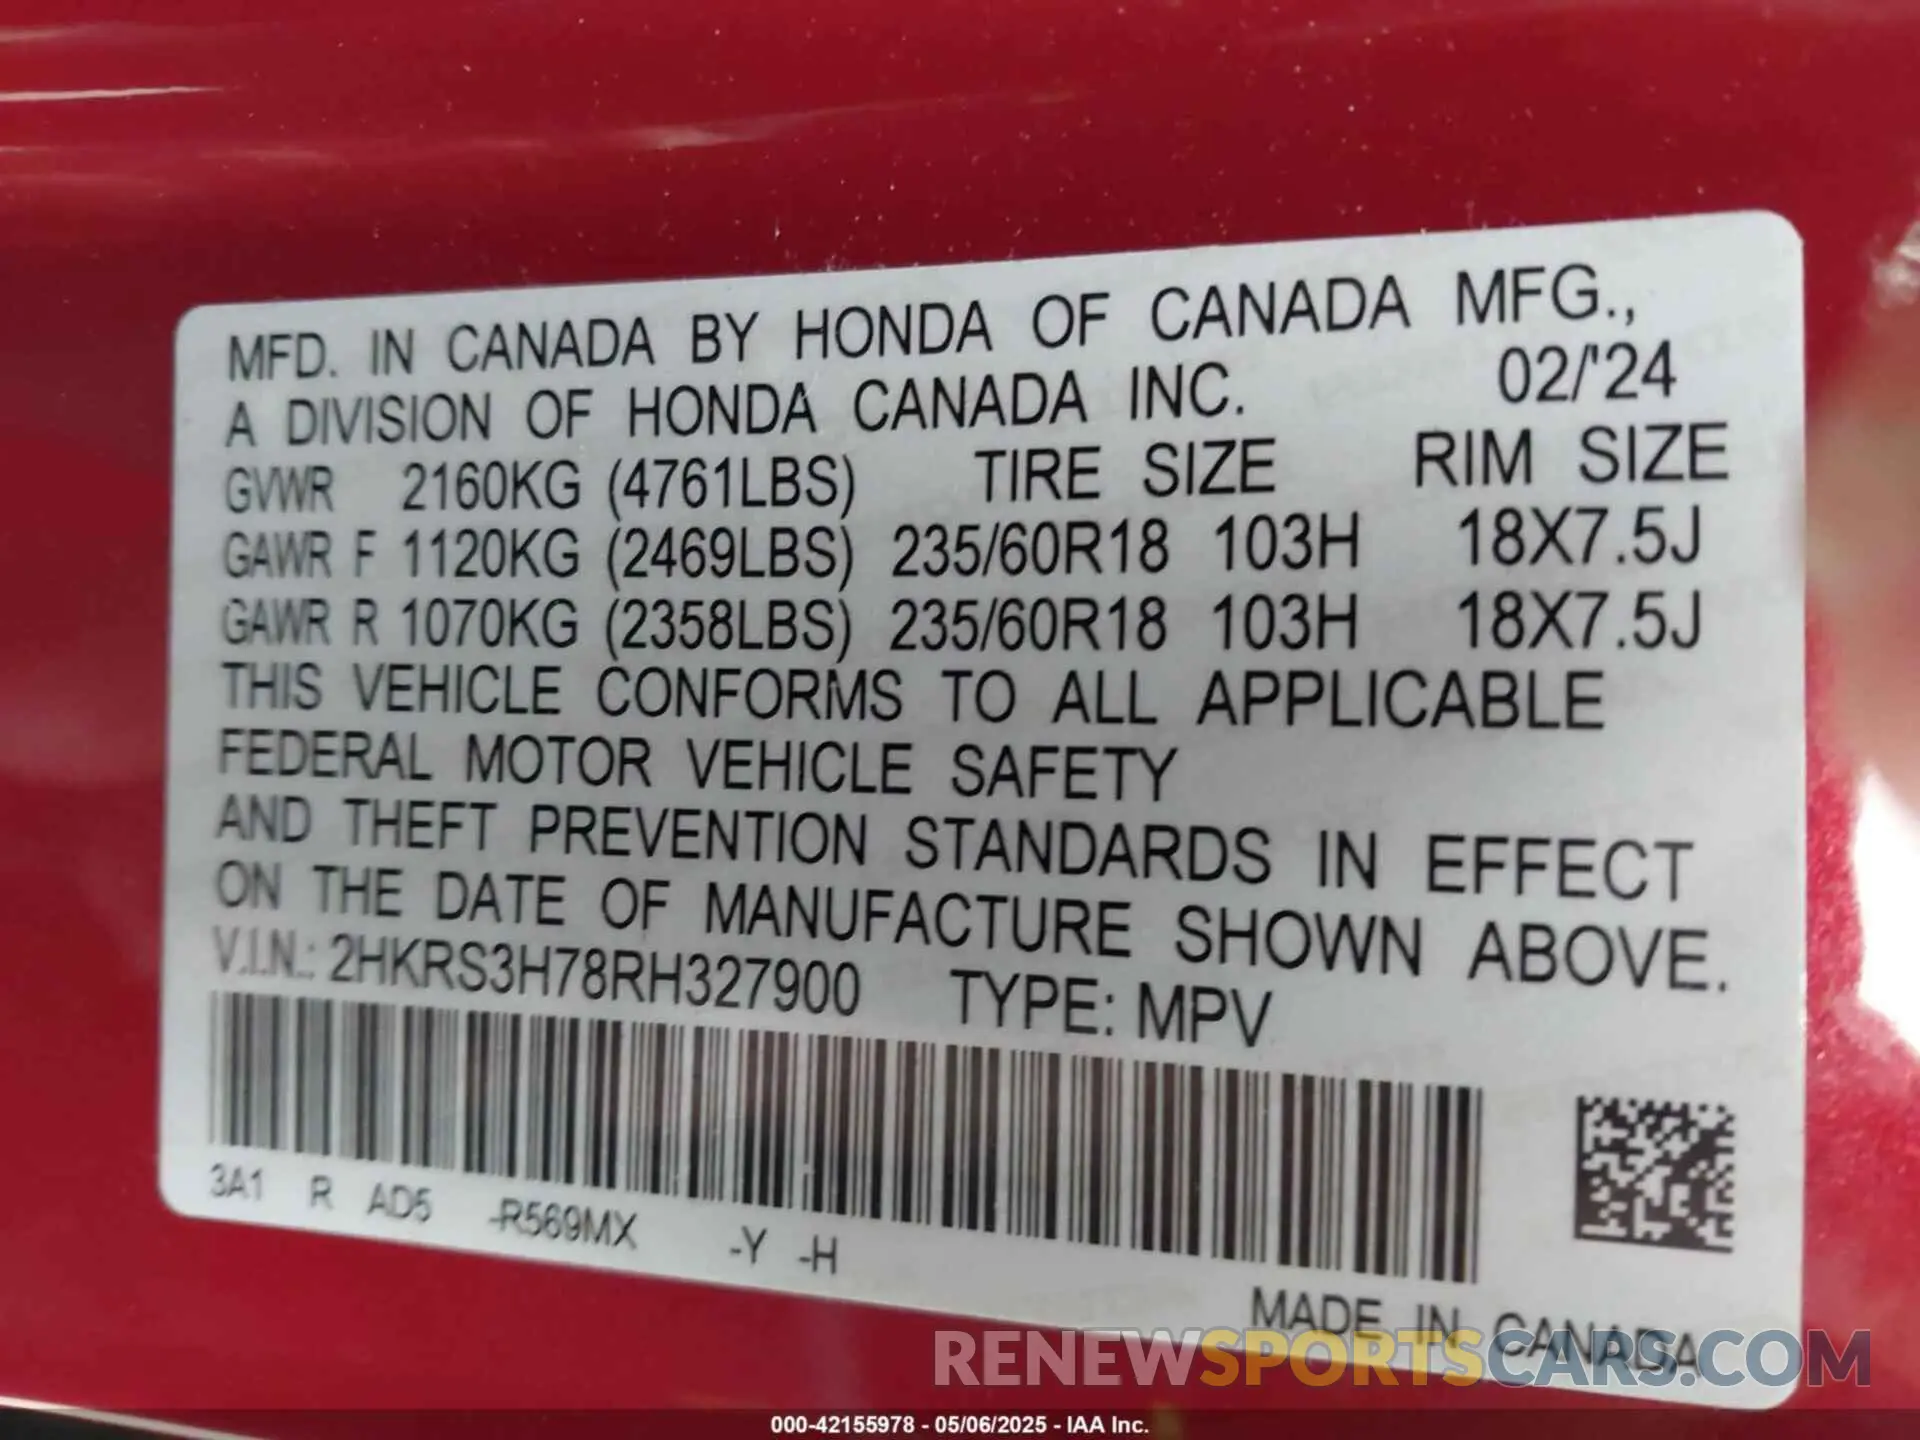 MFD. IN CANADA BY HONDA OF CANADA MFG.,
A DIVISION OF HONDA CANADA INC. 02/'24
GVWR 2160KG (4761LBS) TIRE SIZE RIM SIZE
GAWR F 1120KG (2469LBS) 235/60R18 103H 18X7.5J
GAWR R 1070KG (2358LBS) 235/60R18 103H 18X7.5J
THIS VEHICLE CONFORMS TO ALL APPLICABLE
FEDERAL MOTOR VEHICLE SAFETY
AND THEFT PREVENTION STANDARDS IN EFFECT
ON THE DATE OF MANUFACTURE SHOWN ABOVE.
V.I.N.: 2HKRS3H78RH327900 TYPE: MPV
3A1 R AD5 -R569MX -Y -H
MADE IN CANADA
RENEWSPORTSCARS.COM
000-42155978 - 05/06/2025 - IAA Inc.